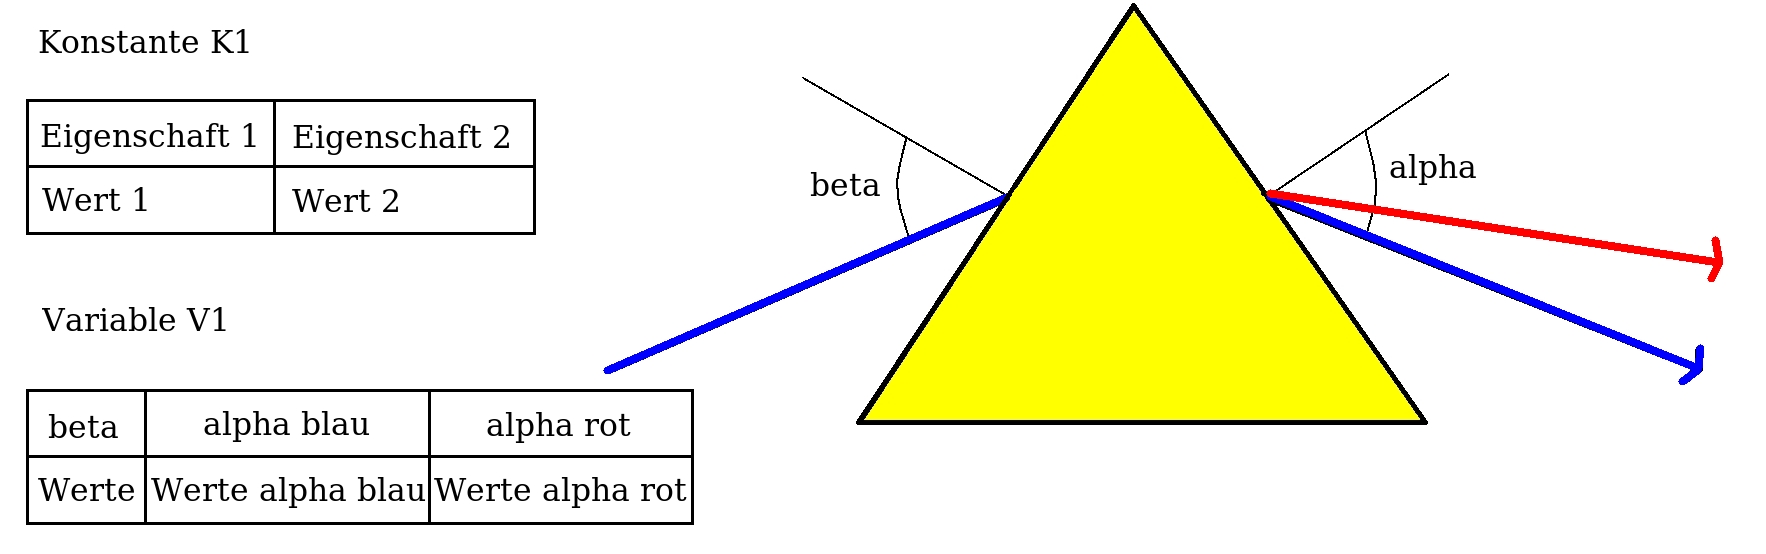 Konstante K1
Eigenschaft 1 Eigenschaft 2
Wert 1 Wert 2
Variable V1
beta alpha blau alpha rot
Werte Werte alpha blau Werte alpha rot
beta
alpha